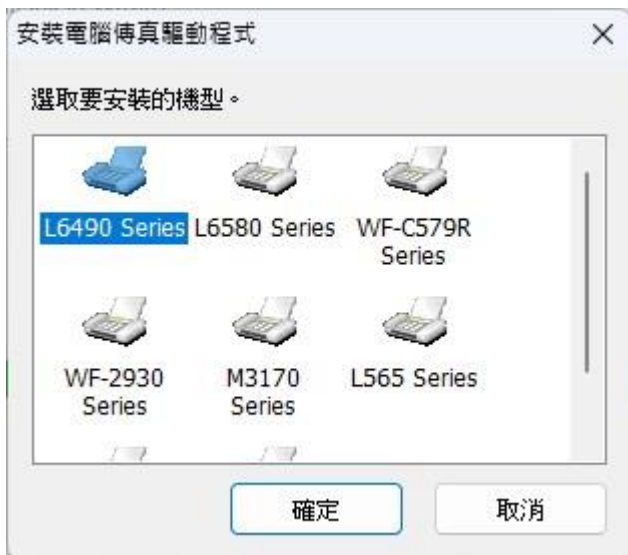 安裝電腦傳真驅動程式
選取要安裝的機型。
L6490 Series
L6580 Series
WF-C579R
Series
WF-2930
Series
M3170
Series
L565 Series
確定
取消